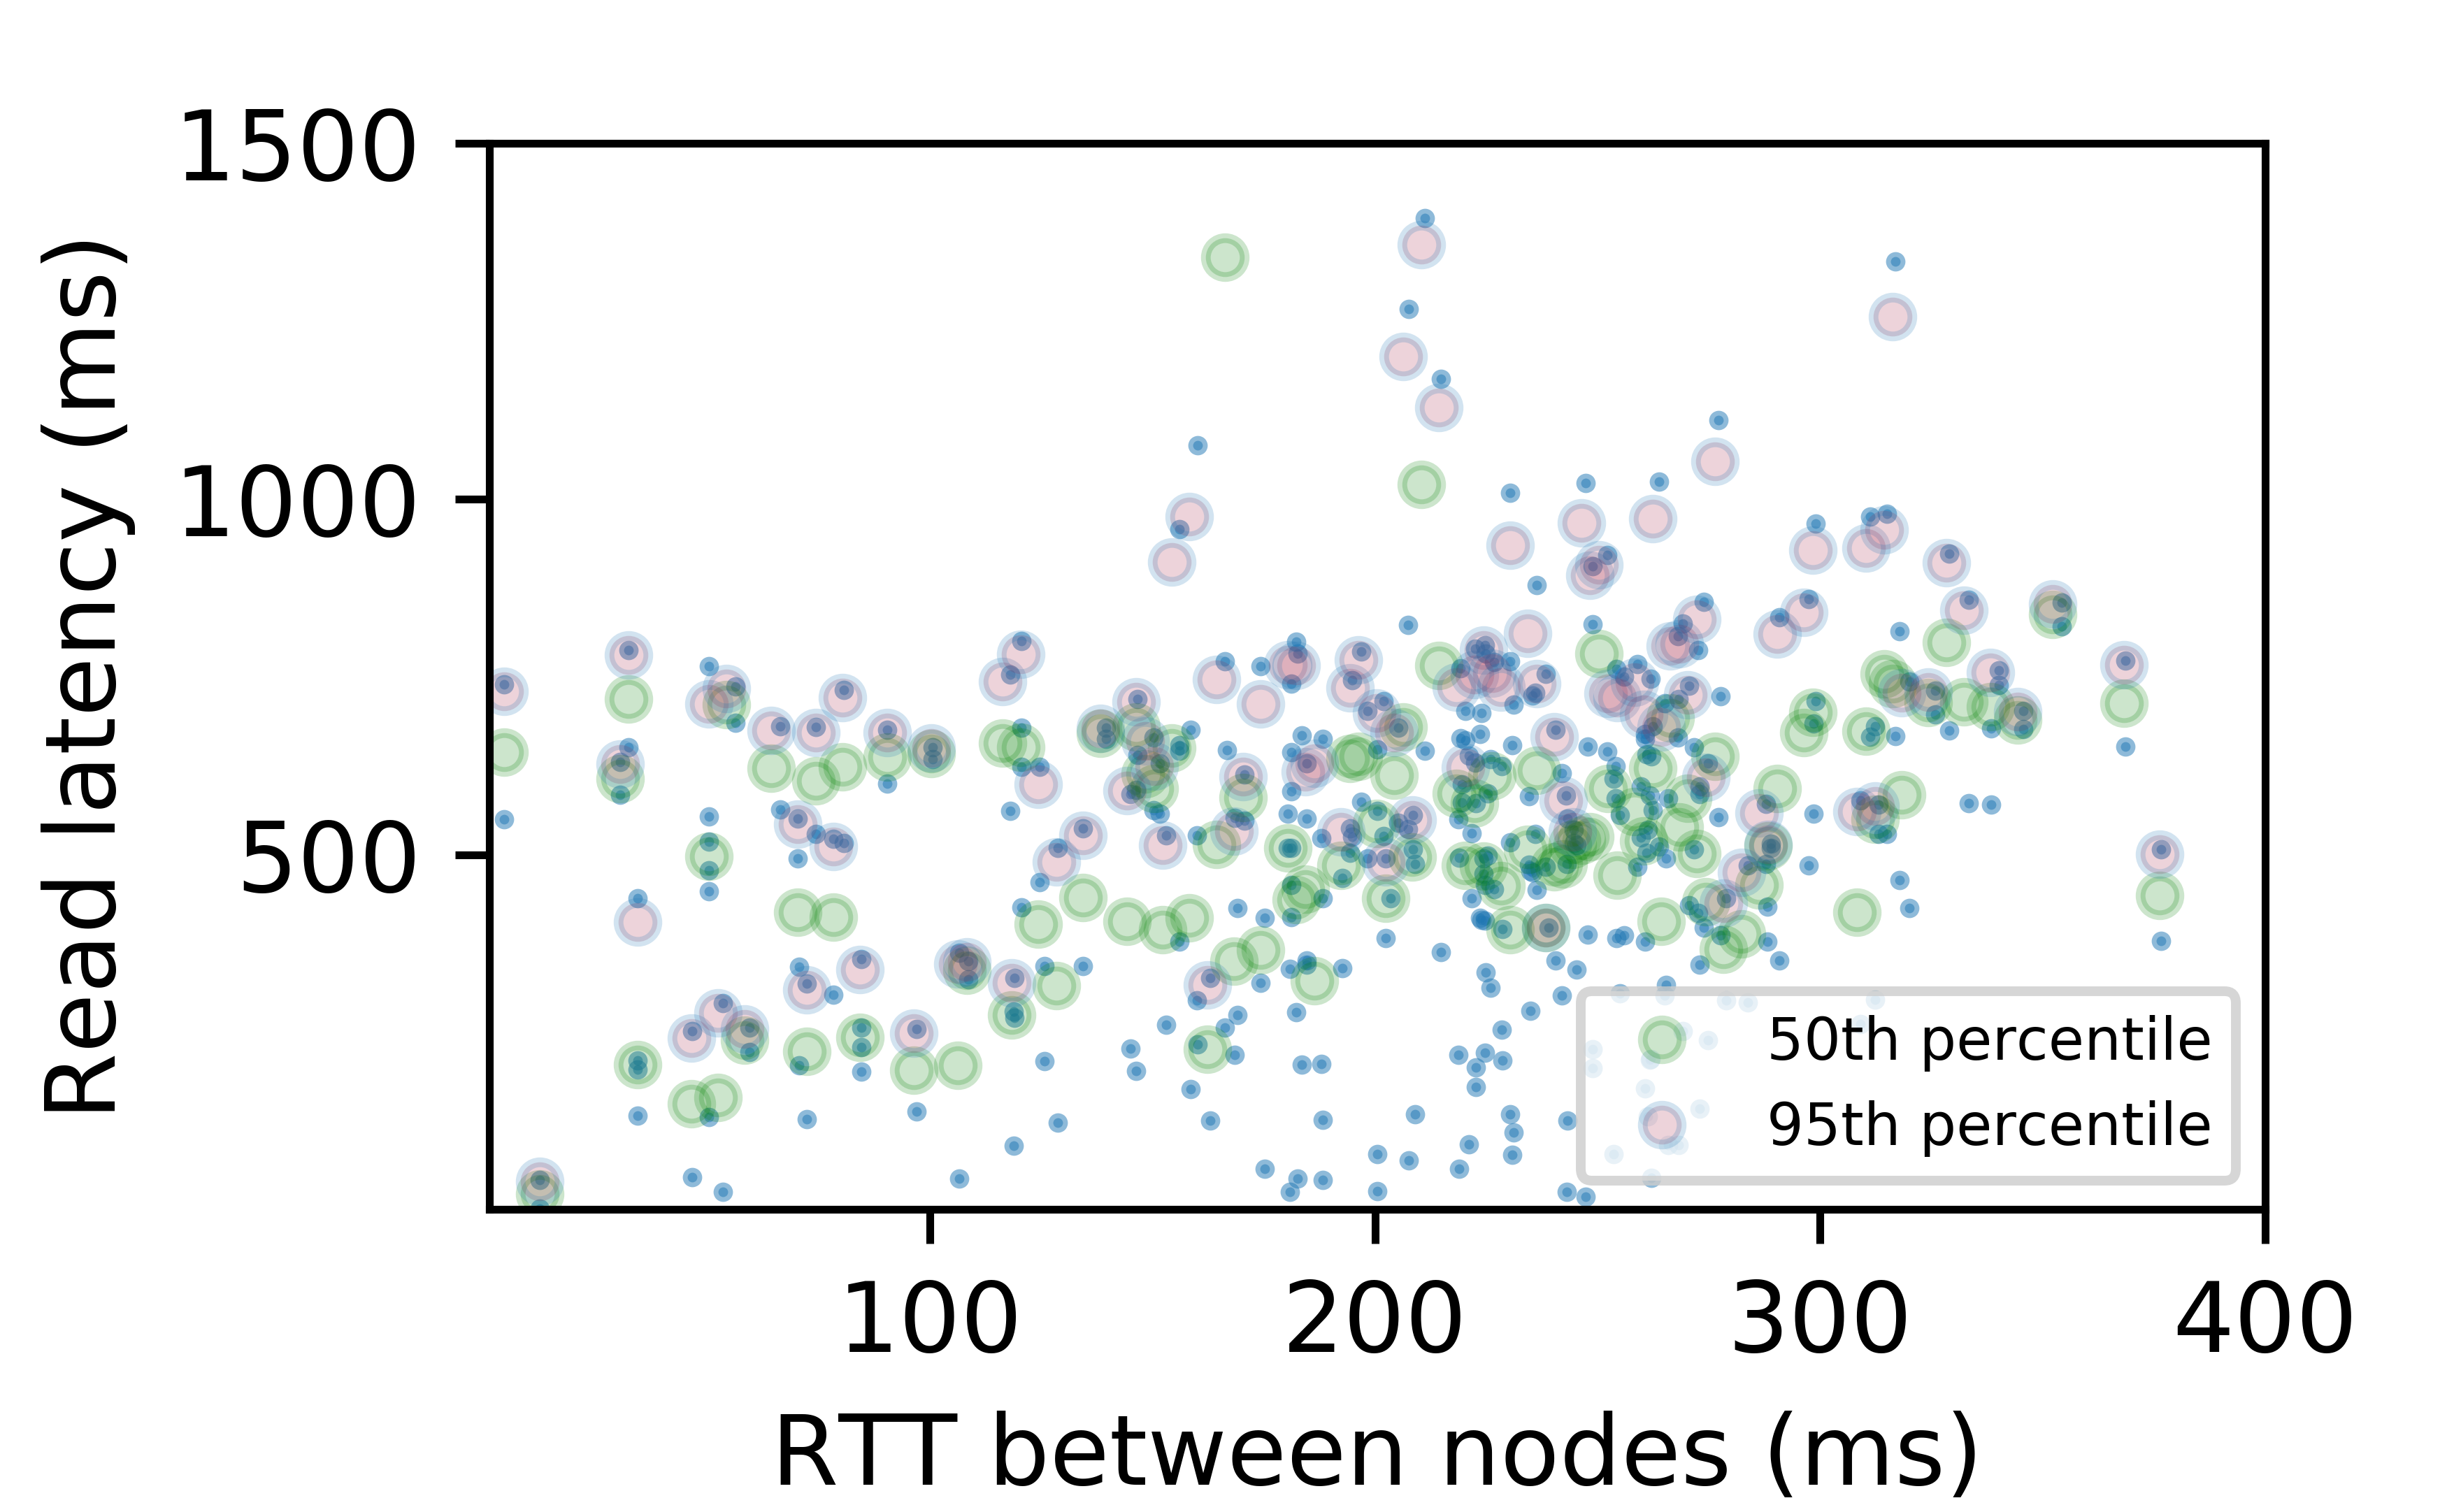 1500
1000
500
Read latency (ms)
50th percentile
95th percentile
100 200 300 400
RTT between nodes (ms)